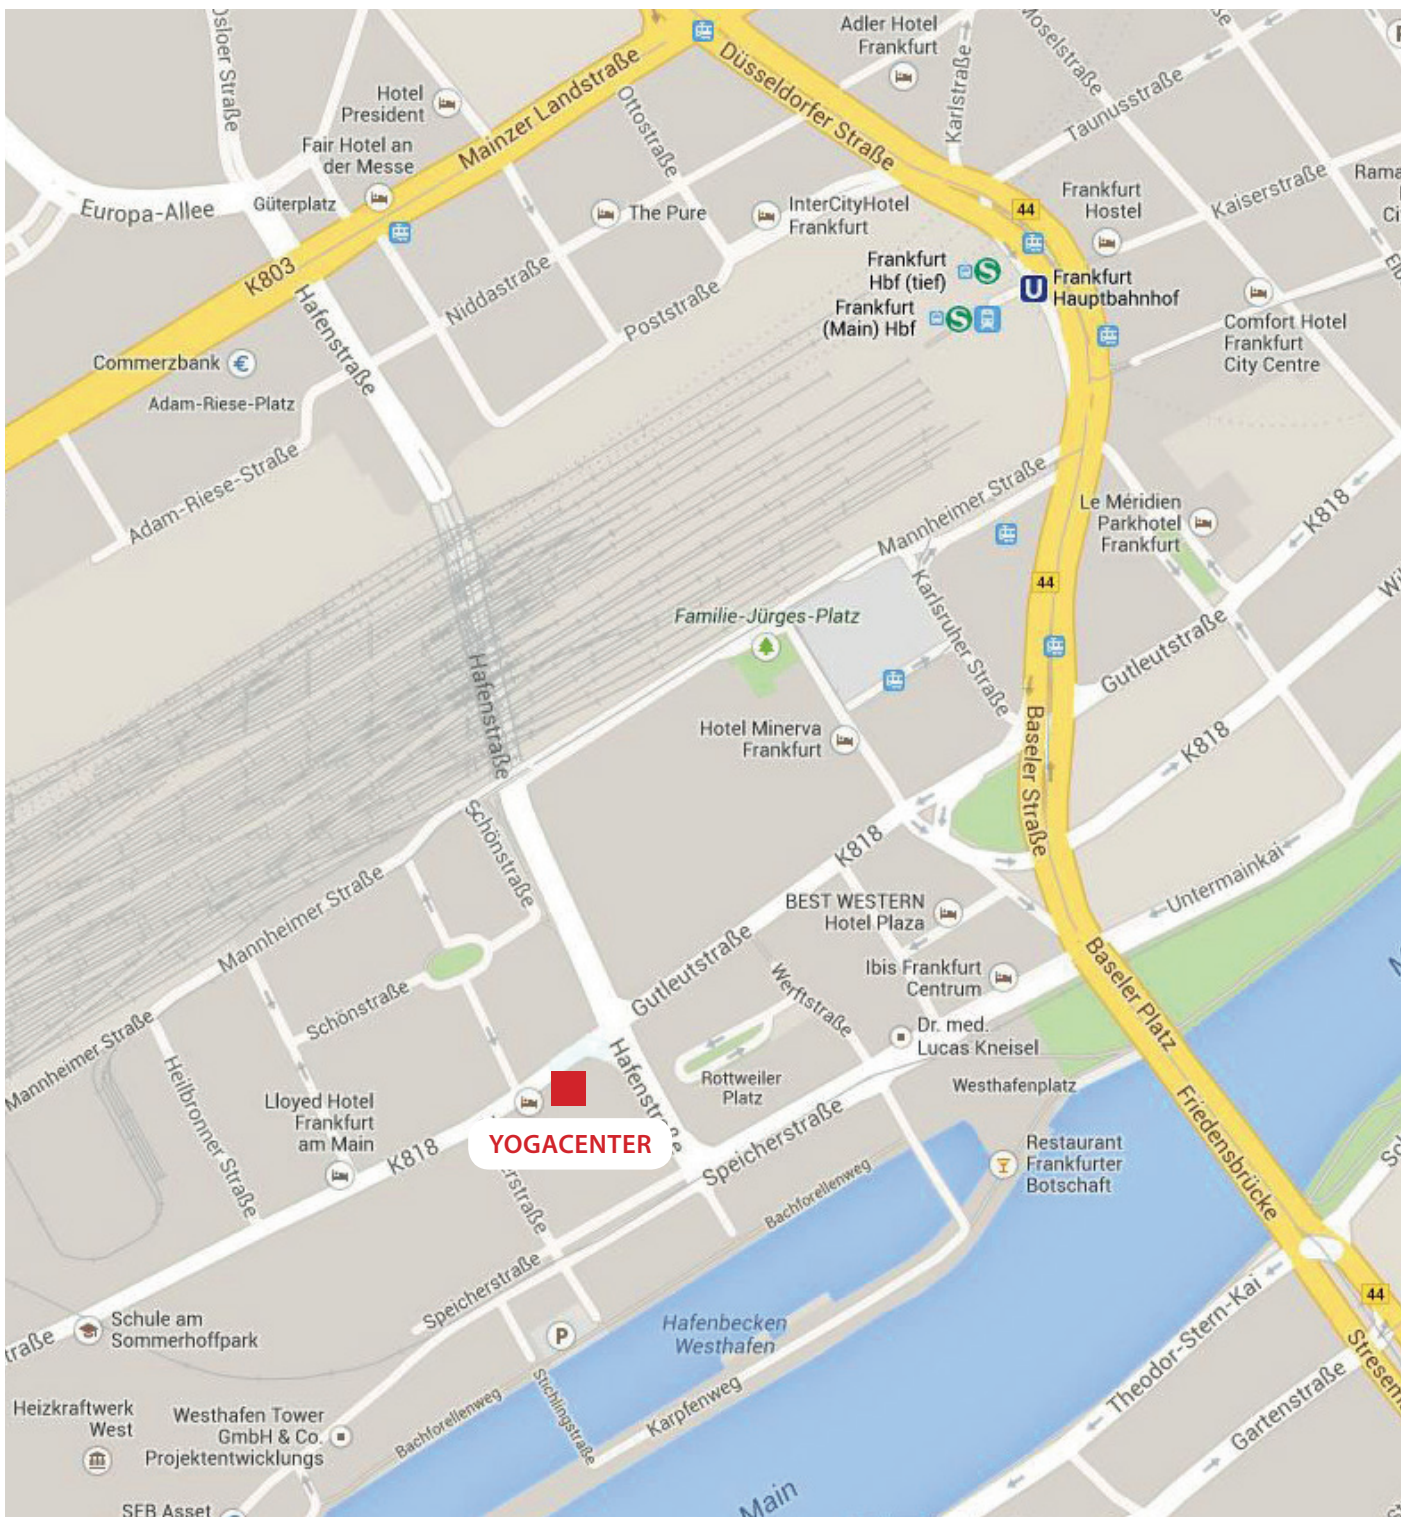 Osloer Straße
Adler Hotel
Frankfurt
Moselstraße
Hotel
President
Mainzer Landstraße
Ottostraße
Düsseldorfer Straße
Karlstraße
Taunusstraße
Fair Hotel an
der Messe
Europa-Allee
Güterplatz
The Pure
InterCityHotel
Frankfurt
44
Frankfurt
Hostel
Kaiserstraße
K803
Hafenstraße
Niddastraße
Poststraße
Frankfurt
Hbf (tief)
S
Frankfurt
(Main) Hbf
S
U
Frankfurt
Hauptbahnhof
Comfort Hotel
Frankfurt
City Centre
Commerzbank
€
Adam-Riese-Platz
Adam-Riese-Straße
Mannheimer Straße
Le Méridien
Parkhotel
Frankfurt
K818
44
Karlsruher Straße
Familie-Jürges-Platz
Gutleutstraße
Hafenstraße
Hotel Minerva
Frankfurt
Baseler Straße
K818
Schönstraße
K818
Mannheimer Straße
BEST WESTERN
Hotel Plaza
Untermainkai
Gutleutstraße
Werftstraße
Ibis Frankfurt
Centrum
Baseler Platz
Schönstraße
Mannheimer Straße
Heilbronner Straße
Hafenstraße
Dr. med.
Lucas Kneisel
Rottweiler
Platz
Westhafenplatz
Lloyed Hotel
Frankfurt
am Main
K818
YOGACENTER
Speicherstraße
Friedensbrücke
Restaurant
Frankfurter
Botschaft
Bachforellenweg
erstraße
Speicherstraße
Schule am
Sommerhoffpark
traße
P
Hafenbecken
Westhafen
44
Theodor-Stern-Kai
Stresem
Gartenstraße
Karpfenweg
Stichlingstraße
Bachforellenweg
Heizkraftwerk
West
Westhafen Tower
GmbH & Co.
Projektentwicklungs
SEB Asset
Main